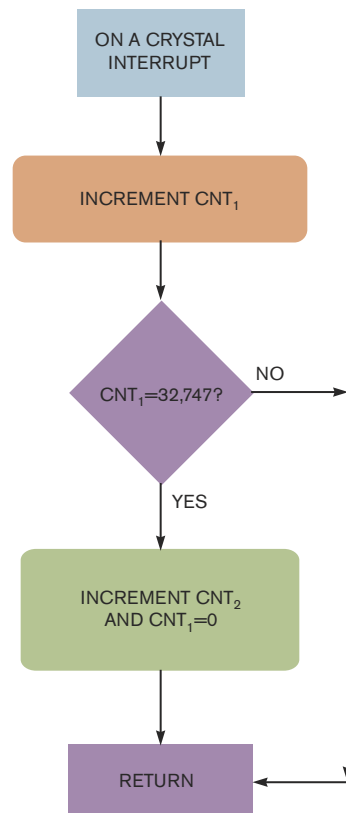 ON A CRYSTAL
INTERRUPT
INCREMENT CNT₁
CNT₁=32,747?
NO
YES
INCREMENT CNT₂
AND CNT₁=0
RETURN